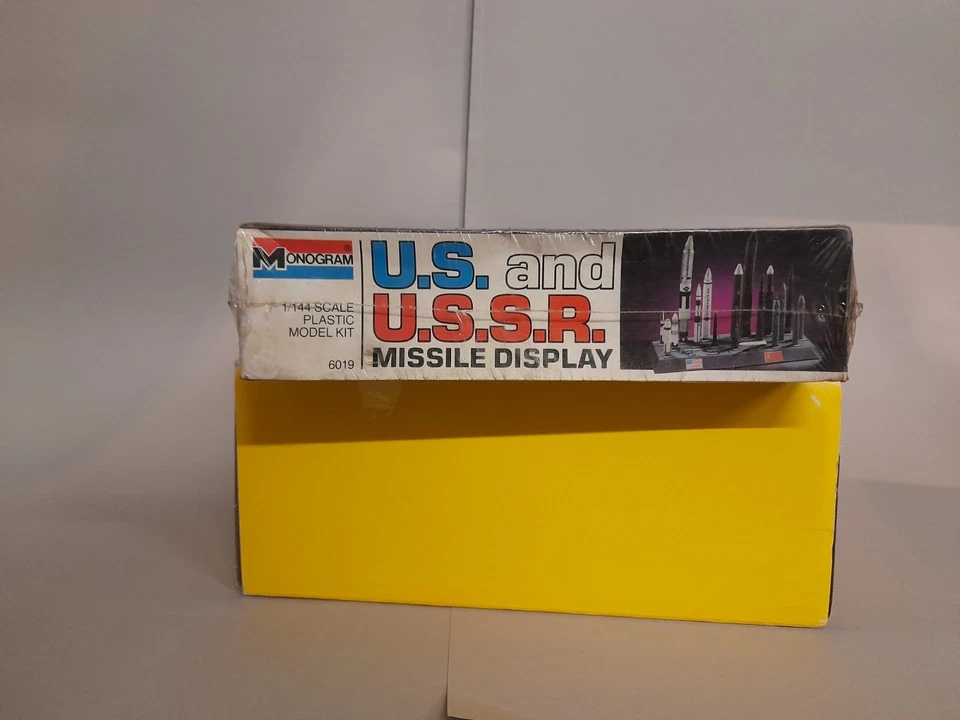 MONOGRAM®
1/144 SCALE
PLASTIC
MODEL KIT
6019
U.S. and
U.S.S.R.
MISSILE DISPLAY